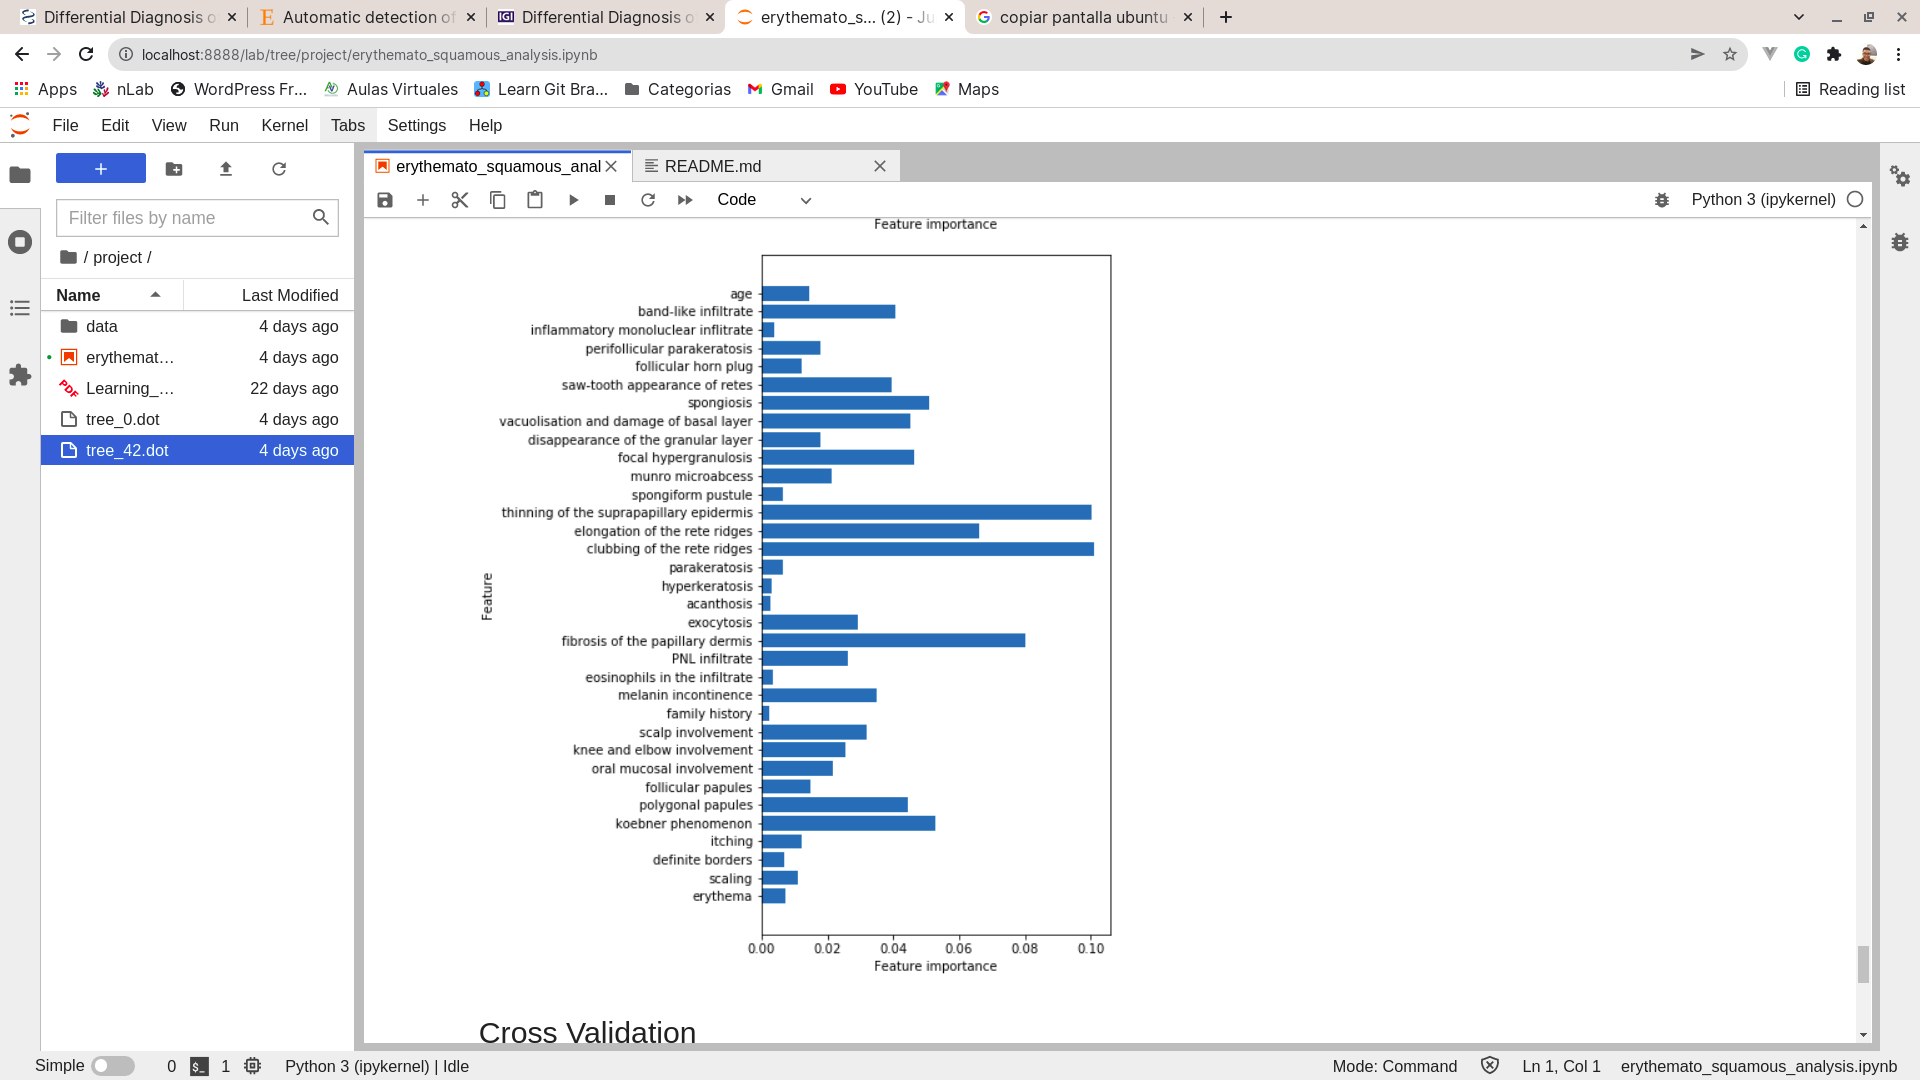 Differential Diagnosis o
Automatic detection of
Differential Diagnosis o
erythemato_s... (2) - Ju
copiar pantalla ubuntu
localhost:8888/lab/tree/project/erythemato_squamous_analysis.ipynb
Apps
nLab
WordPress Fr...
Aulas Virtuales
Learn Git Bra...
Categorias
Gmail
YouTube
Maps
Reading list
File
Edit
View
Run
Kernel
Tabs
Settings
Help
erythemato_squamous_anal
README.md
Filter files by name
/ project /
Name
Last Modified
data 4 days ago
erythemat... 4 days ago
Learning_... 22 days ago
tree_0.dot 4 days ago
tree_42.dot 4 days ago
Code
Python 3 (ipykernel)
Feature importance
age
band-like infiltrate
inflammatory monoluclear inflitrate
perifollicular parakeratosis
follicular horn plug
saw-tooth appearance of retes
spongiosis
vacuolisation and damage of basal layer
disappearance of the granular layer
focal hypergranulosis
munro microabcess
spongiform pustule
thinning of the suprapapillary epidermis
elongation of the rete ridges
clubbing of the rete ridges
parakeratosis
hyperkeratosis
acanthosis
exocytosis
fibrosis of the papillary dermis
PNL infiltrate
eosinophils in the infiltrate
melanin incontinence
family history
scalp involvement
knee and elbow involvement
oral mucosal involvement
follicular papules
polygonal papules
koebner phenomenon
itching
definite borders
scaling
erythema
Feature
0.00 0.02 0.04 0.06 0.08 0.10
Feature importance
Cross Validation
Simple
0
1
Python 3 (ipykernel) | Idle
Mode: Command
Ln 1, Col 1
erythemato_squamous_analysis.ipynb